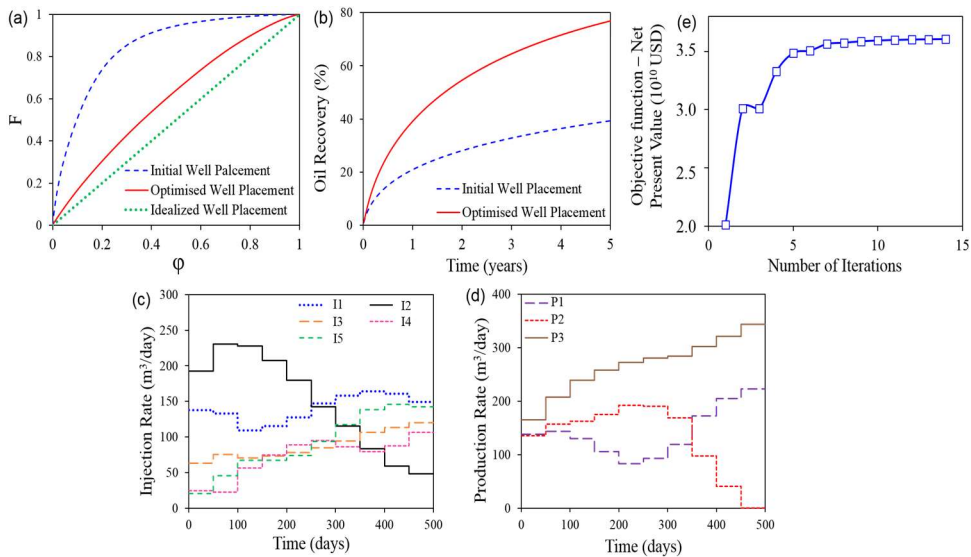 (a)
1
0.8
0.6
0.4
0.2
0
F
Initial Well Palcement
Optimised Well Placement
Idealized Well Placement
0
0.2
0.4
0.6
0.8
1
φ
(b)
80
60
40
20
0
Oil Recovery (%)
Initial Well Placement
Optimised Well Placement
0
1
2
3
4
5
Time (years)
(e)
3.5
3.0
2.5
2.0
Objective function – Net
Present Value (10¹⁰ USD)
0
5
10
15
Number of Iterations
(c)
300
250
200
150
100
50
0
Injection Rate (m³/day)
I1
I2
I3
I4
I5
0
100
200
300
400
500
Time (days)
(d)
400
300
200
100
0
Production Rate (m³/day)
P1
P2
P3
0
100
200
300
400
500
Time (days)